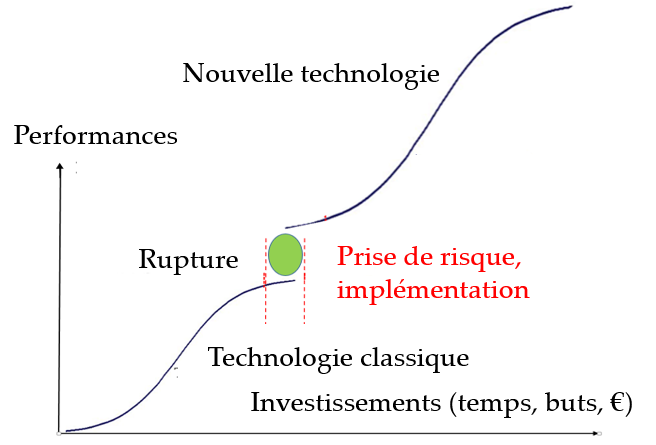 Nouvelle technologie
Performances
Rupture
Prise de risque,
implémentation
Technologie classique
Investissements (temps, buts, €)